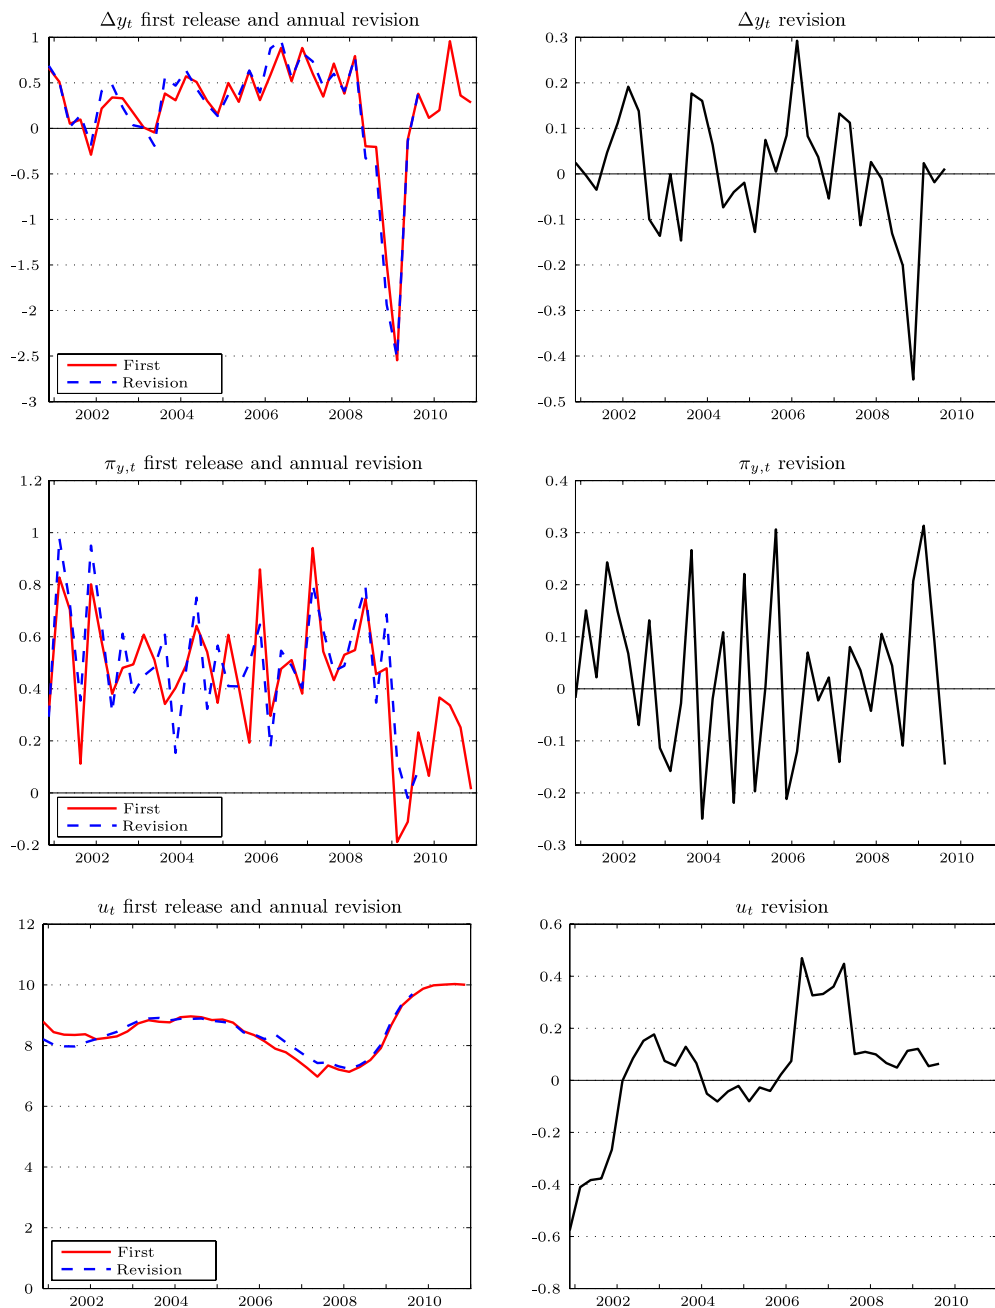 Δy_t first release and annual revision
1
0.5
0
-0.5
-1
-1.5
-2
-2.5
-3
First
Revision
2002 2004 2006 2008 2010
Δy_t revision
0.3
0.2
0.1
0
-0.1
-0.2
-0.3
-0.4
-0.5
2002 2004 2006 2008 2010
π_{y,t} first release and annual revision
1.2
1
0.8
0.6
0.4
0.2
0
-0.2
First
Revision
2002 2004 2006 2008 2010
π_{y,t} revision
0.4
0.3
0.2
0.1
0
-0.1
-0.2
-0.3
2002 2004 2006 2008 2010
u_t first release and annual revision
12
10
8
6
4
2
0
First
Revision
2002 2004 2006 2008 2010
u_t revision
0.6
0.4
0.2
0
-0.2
-0.4
-0.6
-0.8
2002 2004 2006 2008 2010